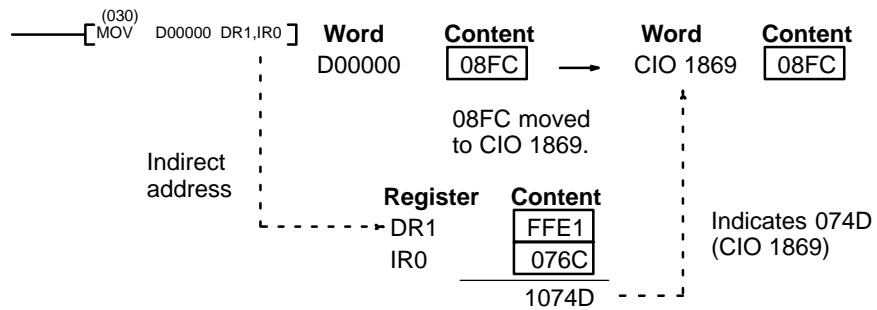 (030)
MOV D00000 DR1,IR0 Word Content Word Content
D00000 08FC CIO 1869 08FC
08FC moved
to CIO 1869.
Indirect
address
Register Content
DR1 FFE1
IR0 076C
1074D
Indicates 074D
(CIO 1869)